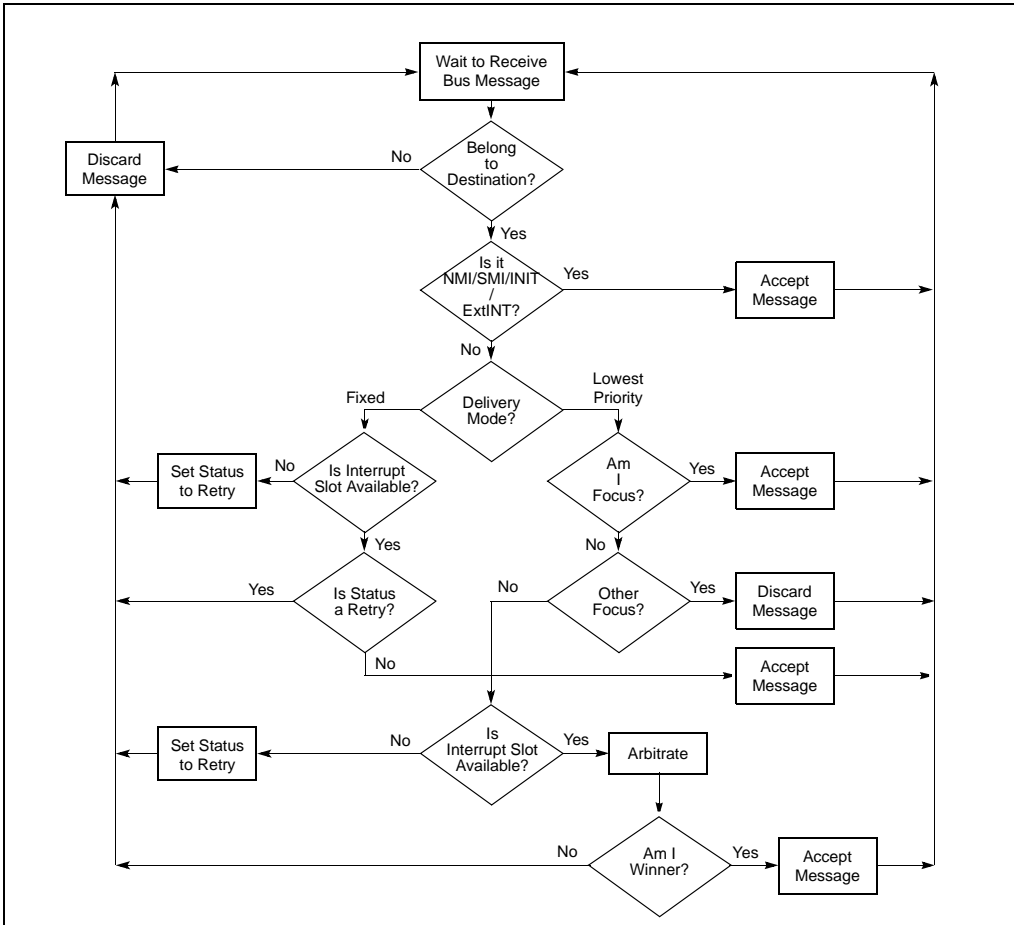 Wait to Receive
Bus Message
Belong
to
Destination?
No
Discard
Message
Yes
Is it
NMI/SMI/INIT
/
ExtINT?
Yes
Accept
Message
No
Delivery
Mode?
Fixed
Lowest
Priority
Set Status
to Retry
No
Is Interrupt
Slot Available?
Am
I
Focus?
Yes
Accept
Message
Yes
No
Yes
Is Status
a Retry?
No
Other
Focus?
Yes
Discard
Message
No
Accept
Message
Set Status
to Retry
No
Is
Interrupt Slot
Available?
Yes
Arbitrate
No
Am I
Winner?
Yes
Accept
Message